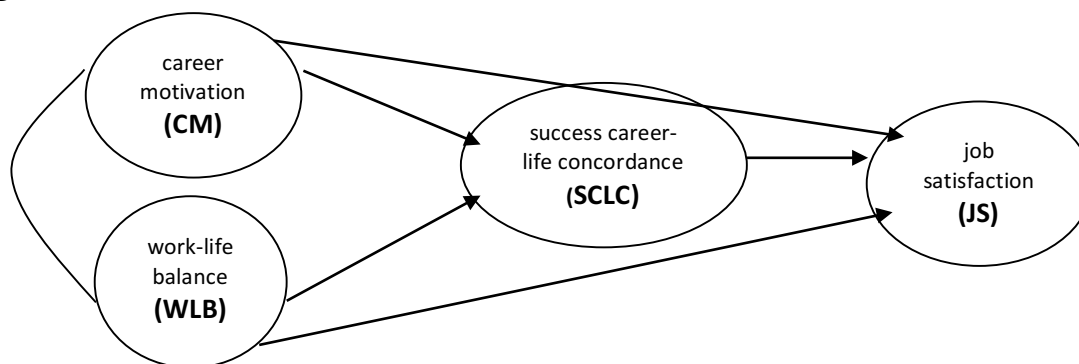 career
motivation
(CM)
success career-
life concordance
(SCLC)
job
satisfaction
(JS)
work-life
balance
(WLB)